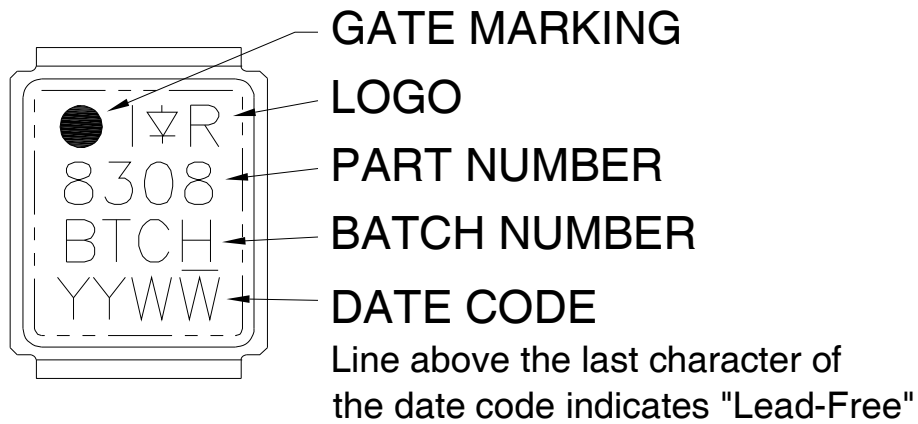 GATE MARKING
I R
LOGO
8308
PART NUMBER
BTCH
BATCH NUMBER
YYWW
DATE CODE
Line above the last character of
the date code indicates "Lead-Free"